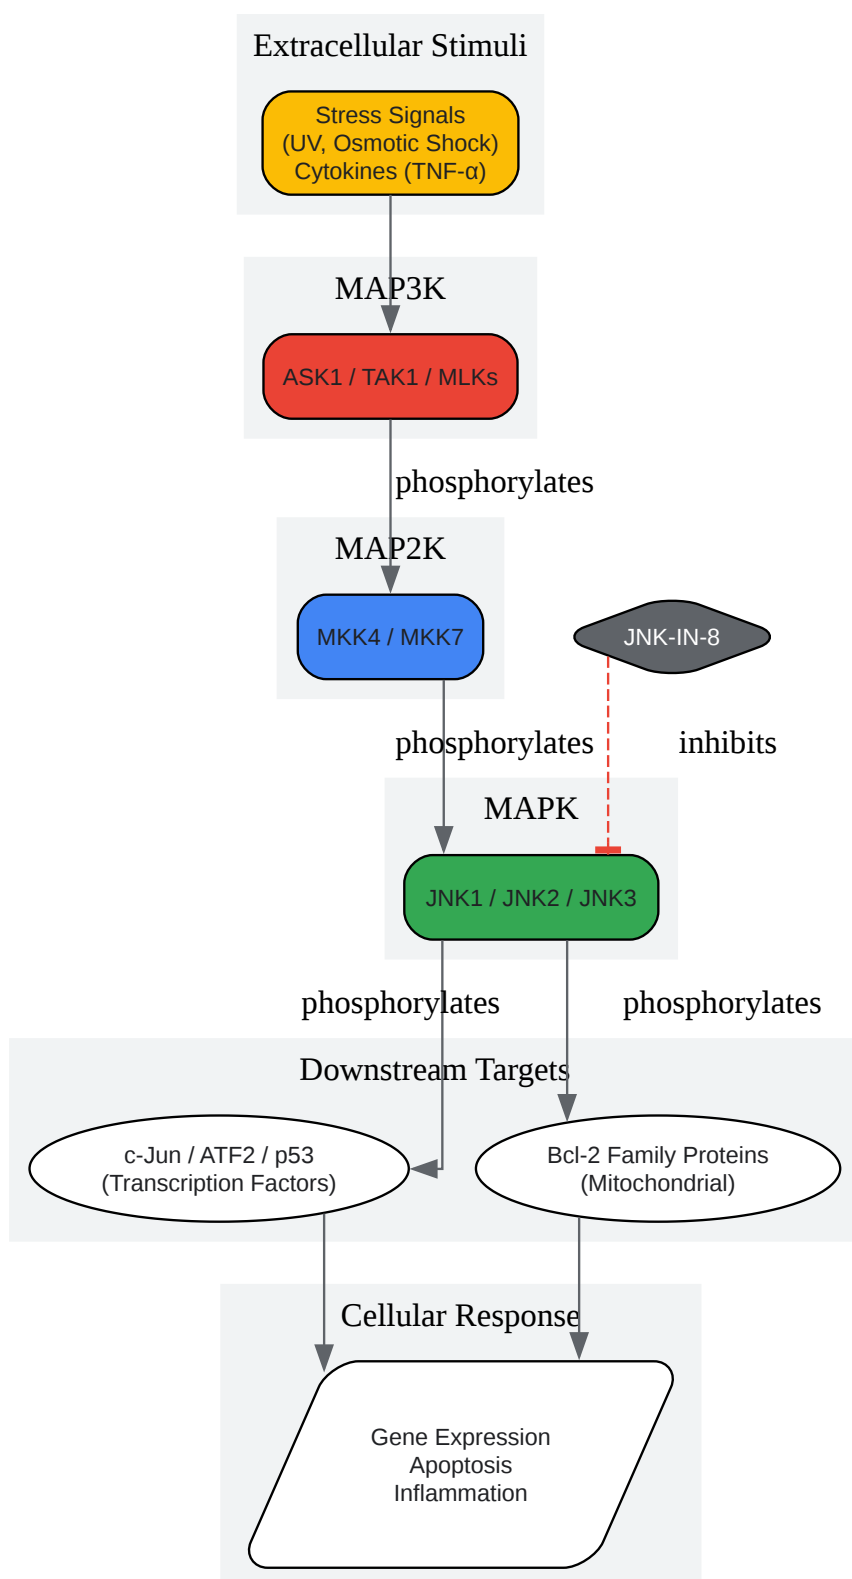 Extracellular Stimuli
Stress Signals
(UV, Osmotic Shock)
Cytokines (TNF-α)
MAP3K
ASK1 / TAK1 / MLKs
phosphorylates
MAP2K
MKK4 / MKK7
JNK-IN-8
phosphorylates
inhibits
MAPK
JNK1 / JNK2 / JNK3
phosphorylates
phosphorylates
Downstream Targets
c-Jun / ATF2 / p53
(Transcription Factors)
Bcl-2 Family Proteins
(Mitochondrial)
Cellular Response
Gene Expression
Apoptosis
Inflammation